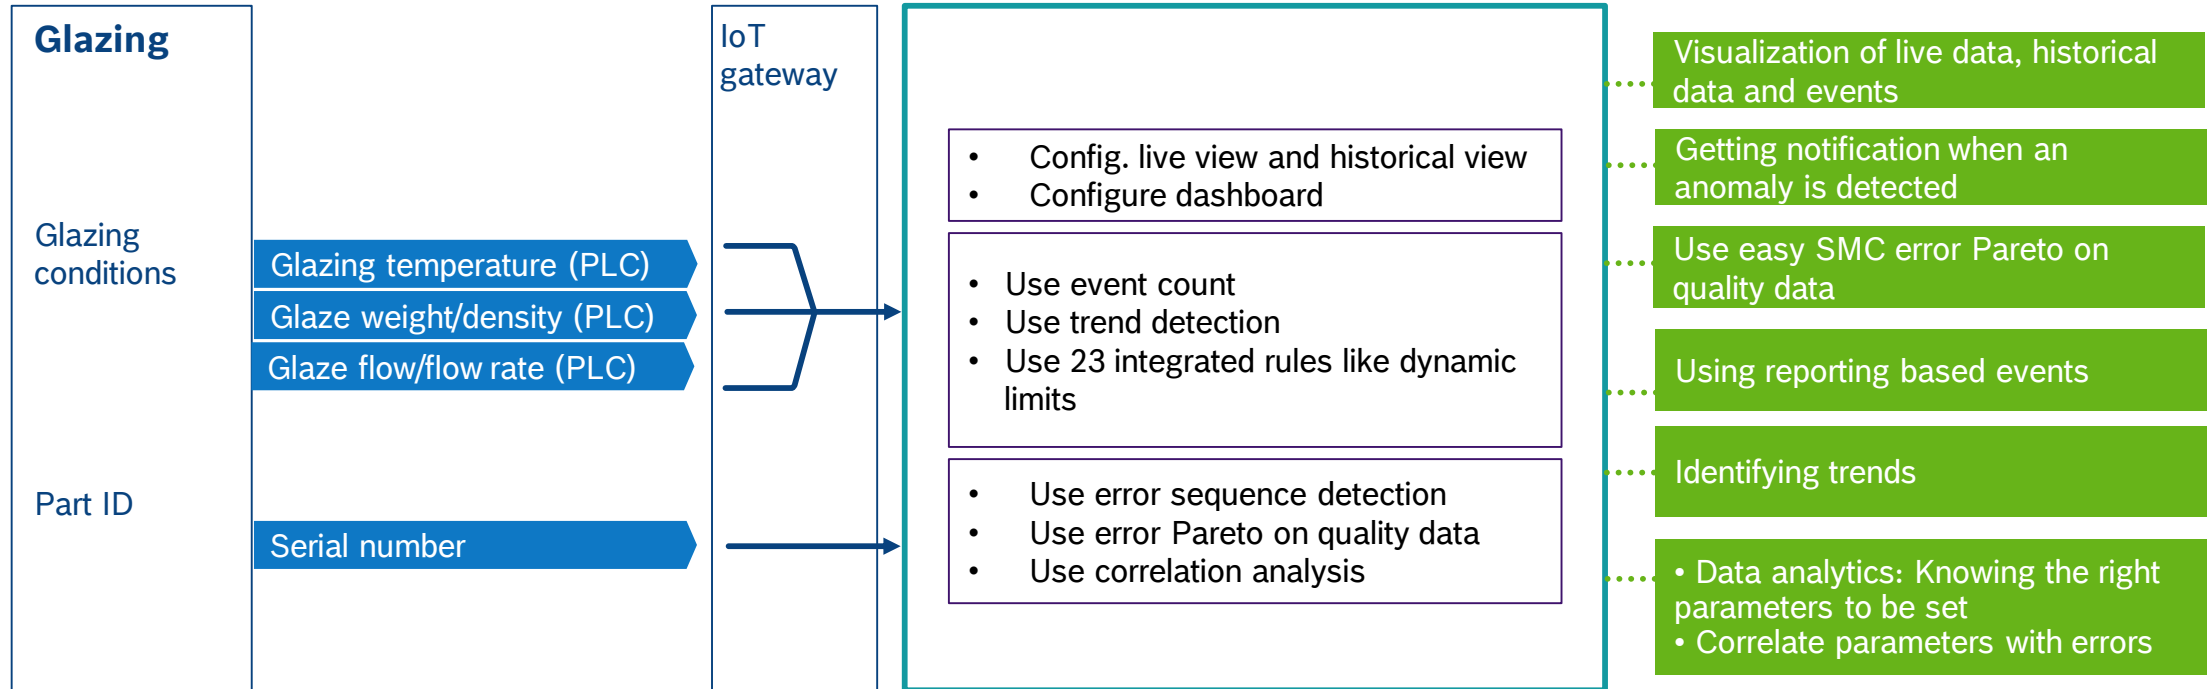 Glazing
Glazing
conditions
Part ID
Glazing temperature (PLC)
Glaze weight/density (PLC)
Glaze flow/flow rate (PLC)
Serial number
IoT
gateway
• Config. live view and historical view
• Configure dashboard
• Use event count
• Use trend detection
• Use 23 integrated rules like dynamic
limits
• Use error sequence detection
• Use error Pareto on quality data
• Use correlation analysis
Visualization of live data, historical
data and events
Getting notification when an
anomaly is detected
Use easy SMC error Pareto on
quality data
Using reporting based events
Identifying trends
• Data analytics: Knowing the right
parameters to be set
• Correlate parameters with errors